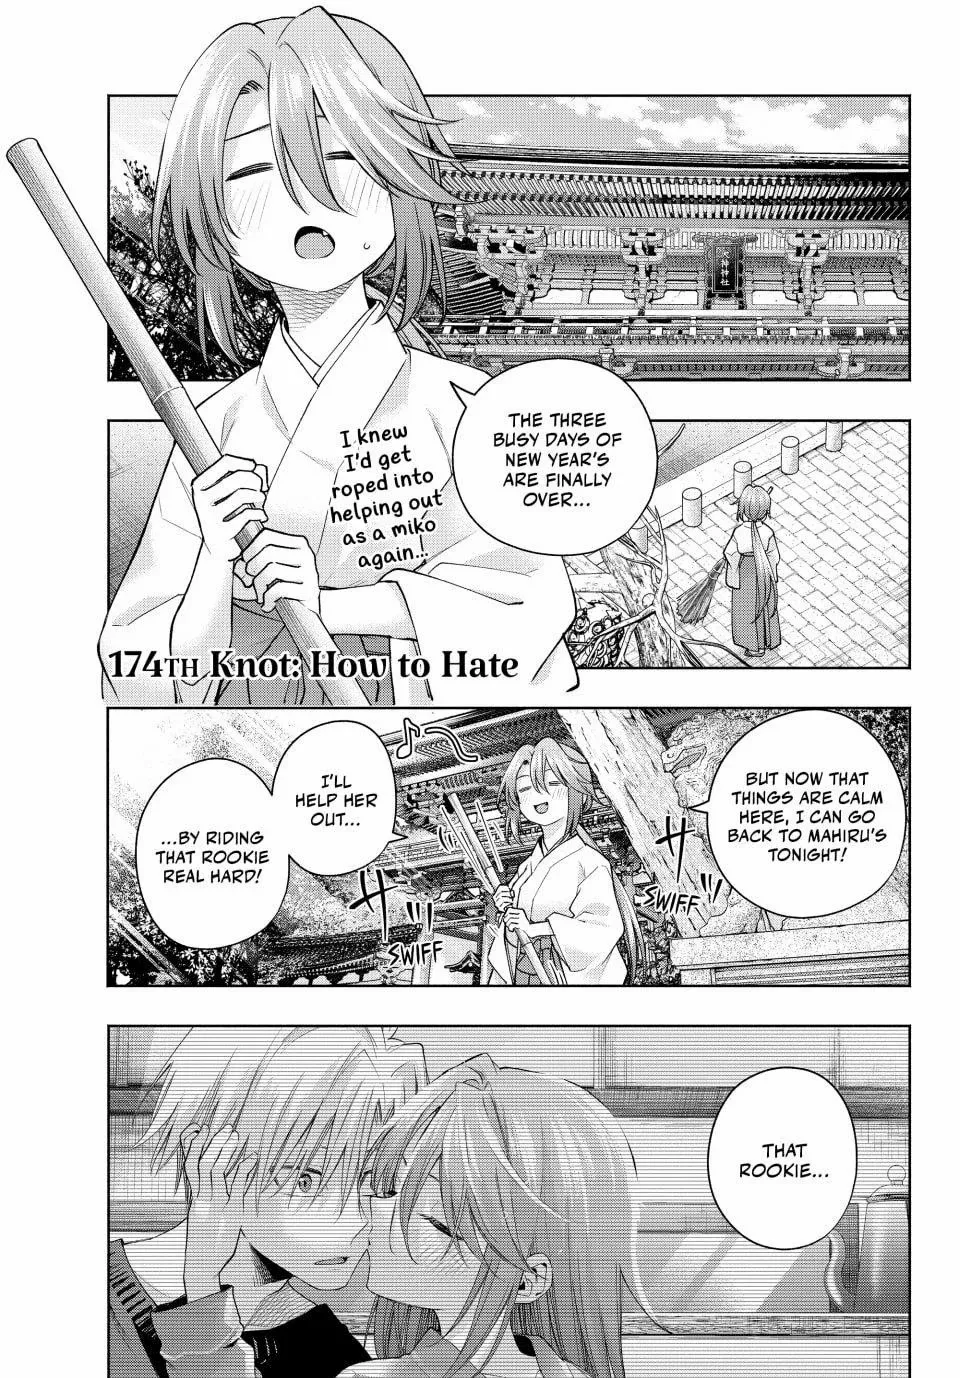 THE THREE
BUSY DAYS OF
NEW YEAR'S
ARE FINALLY
OVER...
I knew
I'd get
roped into
helping out
as a miko
again...
174TH Knot: How to Hate
BUT NOW THAT
THINGS ARE CALM
HERE, I CAN GO
BACK TO MAHIRU'S
TONIGHT!
SWIFF
I'LL
HELP HER
OUT...
...BY RIDING
THAT ROOKIE
REAL HARD!
SWIFF
THAT
ROOKIE...